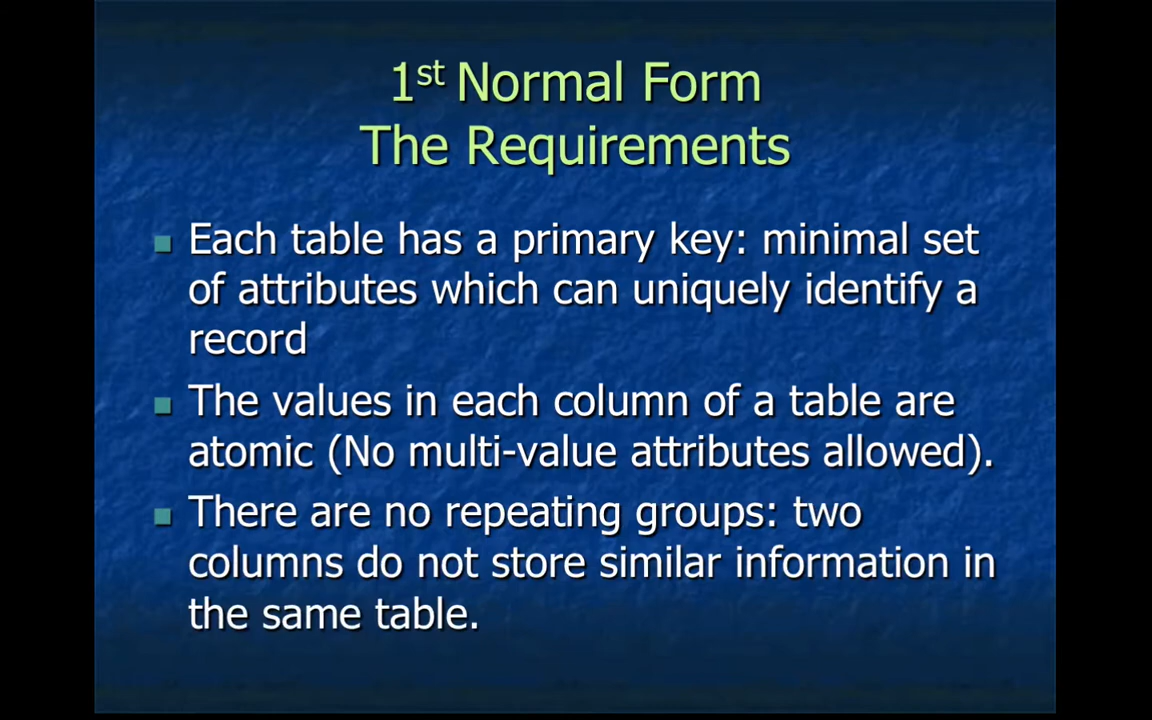 1st Normal Form
The Requirements
Each table has a primary key: minimal set
of attributes which can uniquely identify a
record
The values in each column of a table are
atomic (No multi-value attributes allowed).
There are no repeating groups: two
columns do not store similar information in
the same table.